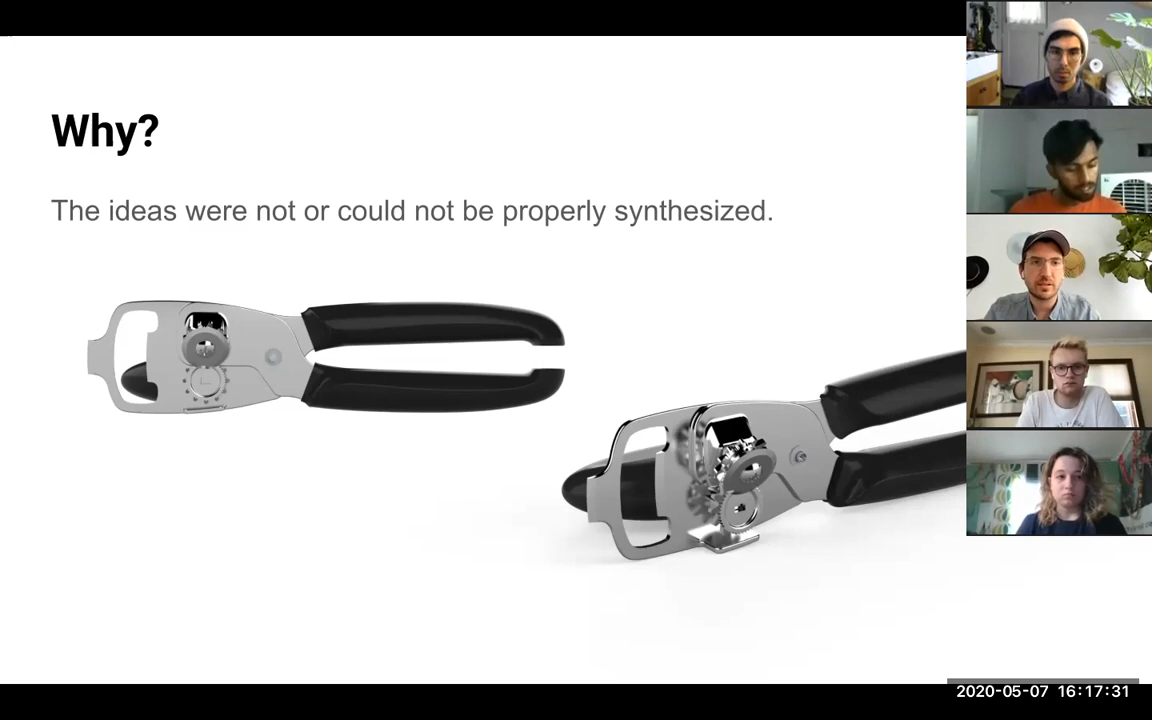 Why?
The ideas were not or could not be properly synthesized.
2020-05-07 16:17:31